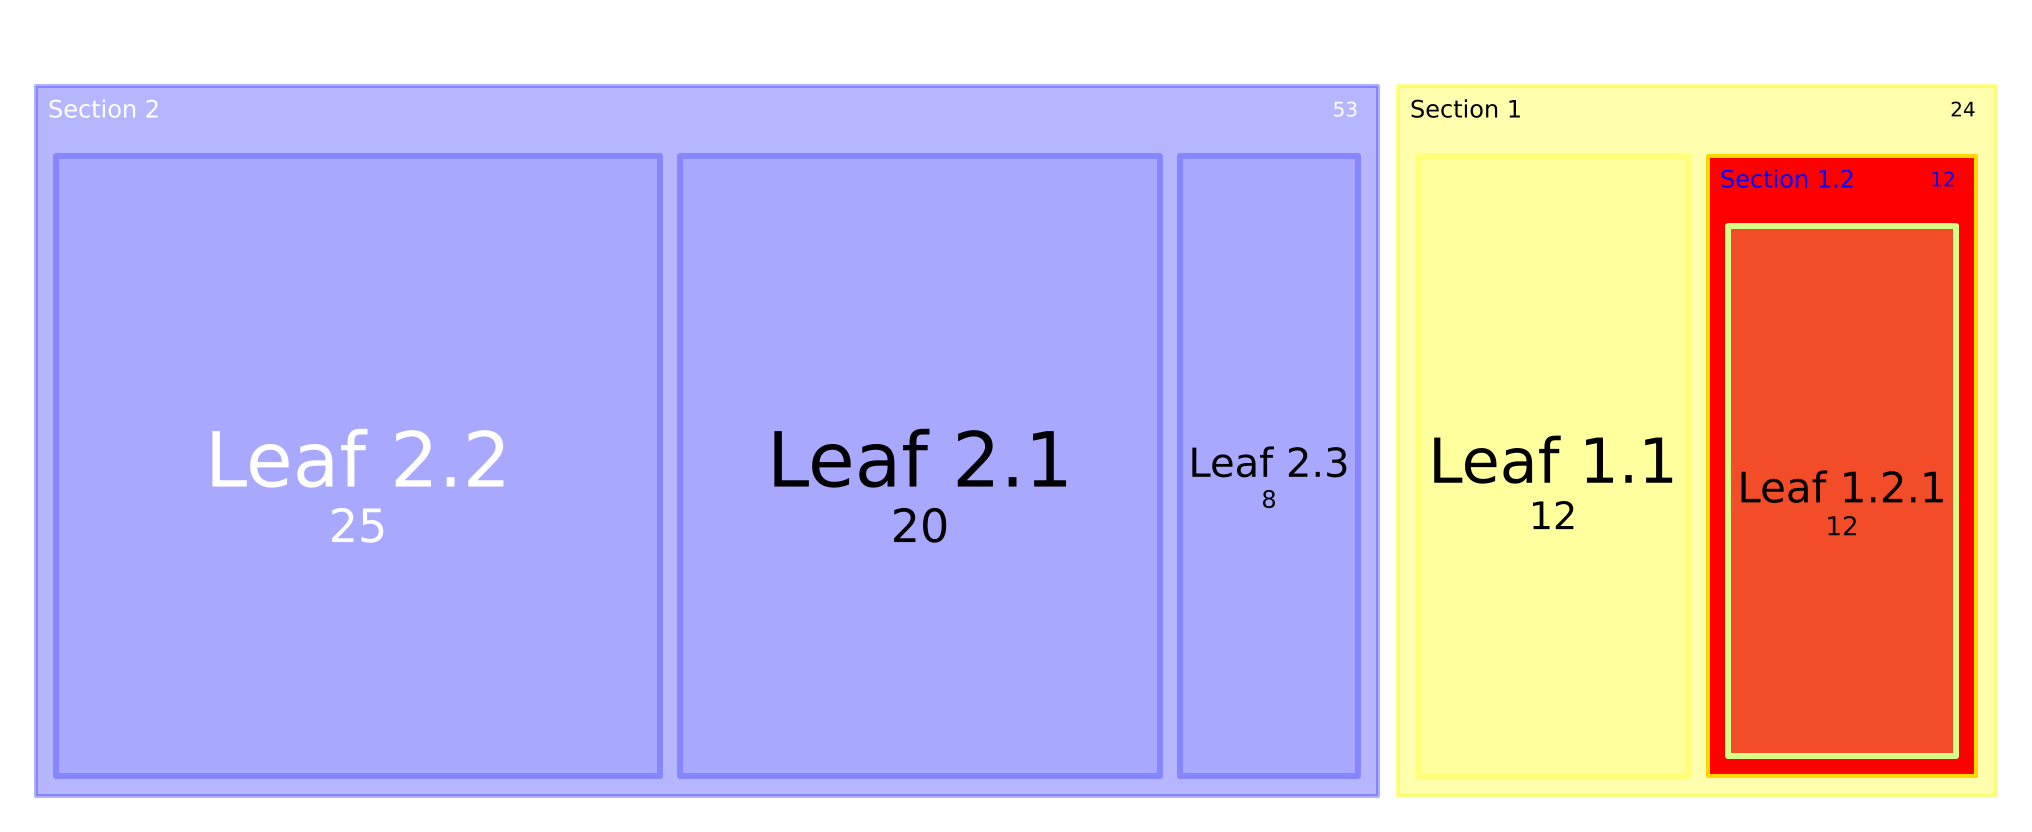 Section 2
53
Leaf 2.2
25
Leaf 2.1
20
Leaf 2.3
8
Section 1
24
Leaf 1.1
12
Section 1.2
12
Leaf 1.2.1
12